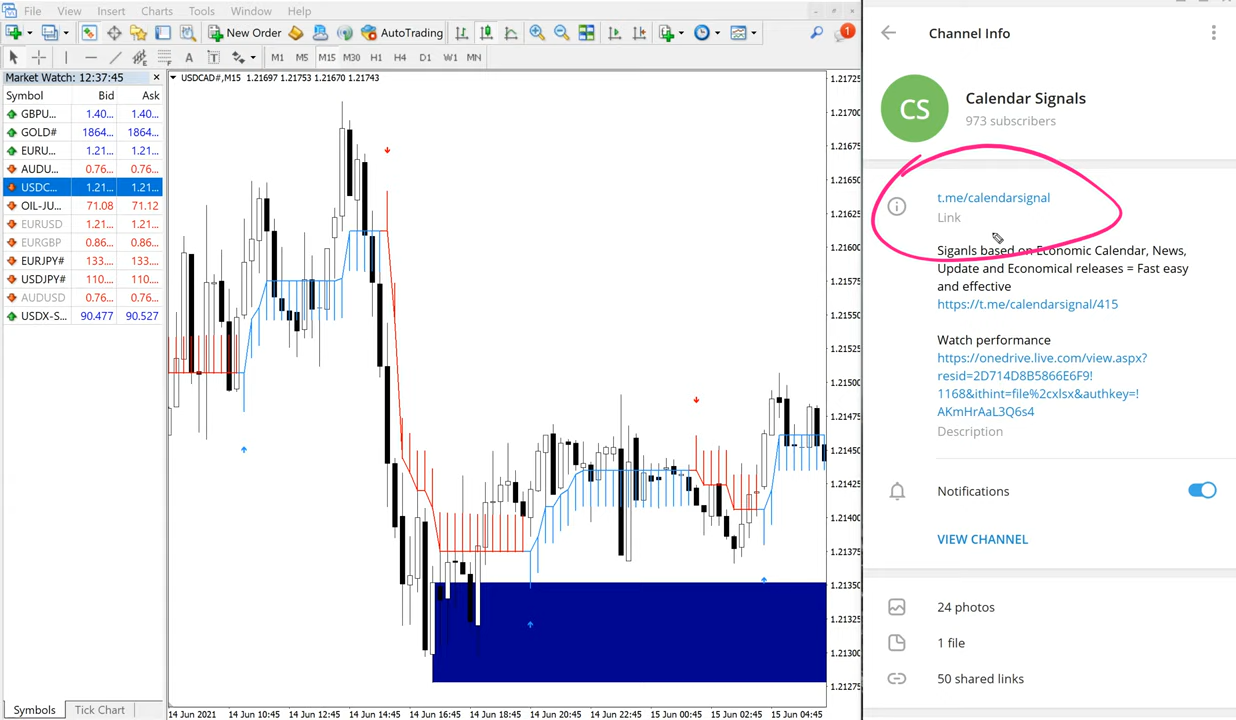 File View Insert Charts Tools Window Help
New Order AutoTrading 1
A T M1 M5 M15 M30 H1 H4 D1 W1 MN
Market Watch: 12:37:45
Symbol Bid Ask
GBPU... 1.40... 1.40...
GOLD# 1864... 1864...
EURU... 1.21... 1.21...
AUDU... 0.76... 0.76...
USDC... 1.21... 1.21...
OIL-JU... 71.08 71.12
EURUSD 1.21... 1.21...
EURGBP 0.86... 0.86...
EURJPY# 133.... 133....
USDJPY# 110.... 110....
AUDUSD 0.76... 0.76...
USDX-S... 90.477 90.527
Symbols Tick Chart
USDCAD#,M15 1.21697 1.21753 1.21670 1.21743
1.21725
1.21700
1.21675
1.21650
1.21625
1.21600
1.21575
1.21550
1.21525
1.21500
1.21475
1.21450
1.21425
1.21400
1.21375
1.21350
1.21325
1.21300
1.21275
14 Jun 2021 14 Jun 10:45 14 Jun 12:45 14 Jun 14:45 14 Jun 16:45 14 Jun 18:45 14 Jun 20:45 14 Jun 22:45 15 Jun 00:45 15 Jun 02:45 15 Jun 04:45
Channel Info
CS
Calendar Signals
973 subscribers
t.me/calendarsignal
Link
Siganls based on Economic Calendar, News,
Update and Economical releases = Fast easy
and effective
https://t.me/calendarsignal/415
Watch performance
https://onedrive.live.com/view.aspx?
resid=2D714D8B5866E6F9!
1168&ithint=file%2cxlsx&authkey=!
AKmHrAaL3Q6s4
Description
Notifications
VIEW CHANNEL
24 photos
1 file
50 shared links